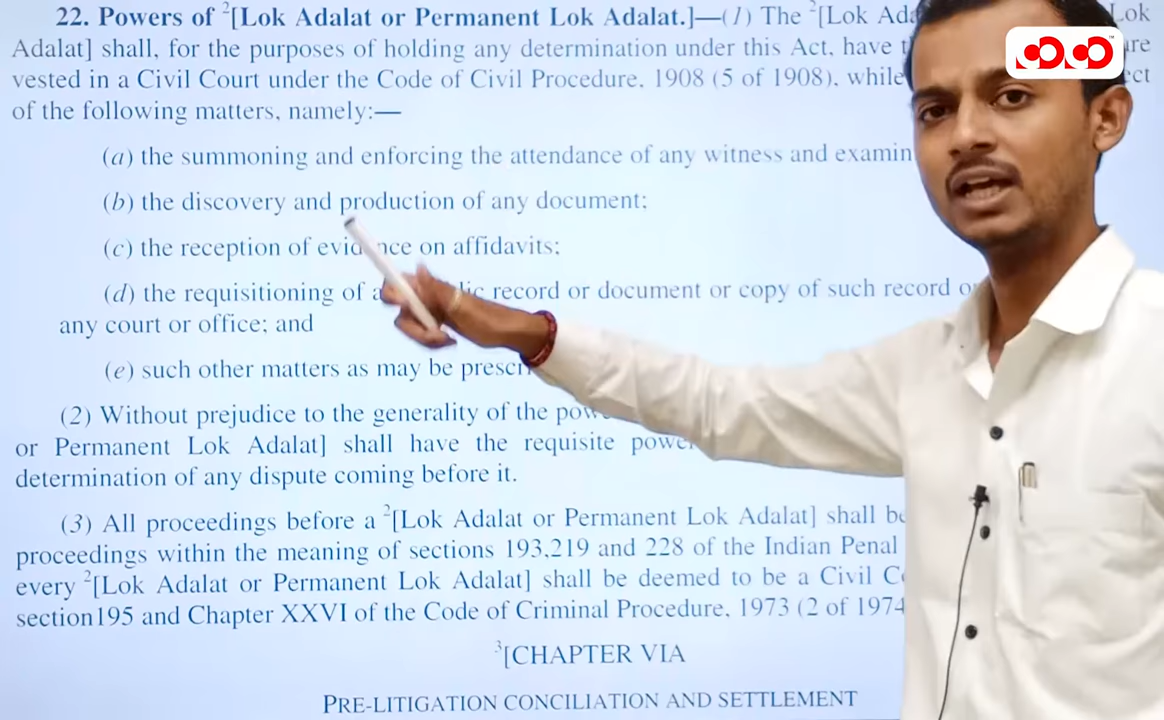 22. Powers of ²[Lok Adalat or Permanent Lok Adalat.]—(1) The ²[Lok Lok
Adalat] shall, for the purposes of holding any determination under this Act, have
vested in a Civil Court under the Code of Civil Procedure, 1908 (5 of 1908), while
of the following matters, namely:—
(a) the summoning and enforcing the attendance of any witness and
(b) the discovery and production of any document;
(c) the reception of on affidavits;
(d) the requisitioning of record or document or copy of such record
any court or office; and
(e) such other matters as may be
(2) Without prejudice to the generality of the
or Permanent Lok Adalat] shall have the requisite
determination of any dispute coming before it.
(3) All proceedings before a ²[Lok Adalat or Permanent Lok Adalat] shall
proceedings within the meaning of sections 193,219 and 228 of the Indian Penal
every ²[Lok Adalat or Permanent Lok Adalat] shall be deemed to be a Civil
section195 and Chapter XXVI of the Code of Criminal Procedure, 1973 (2 of 1974
³[CHAPTER VIA
PRE-LITIGATION CONCILIATION AND SETTLEMENT